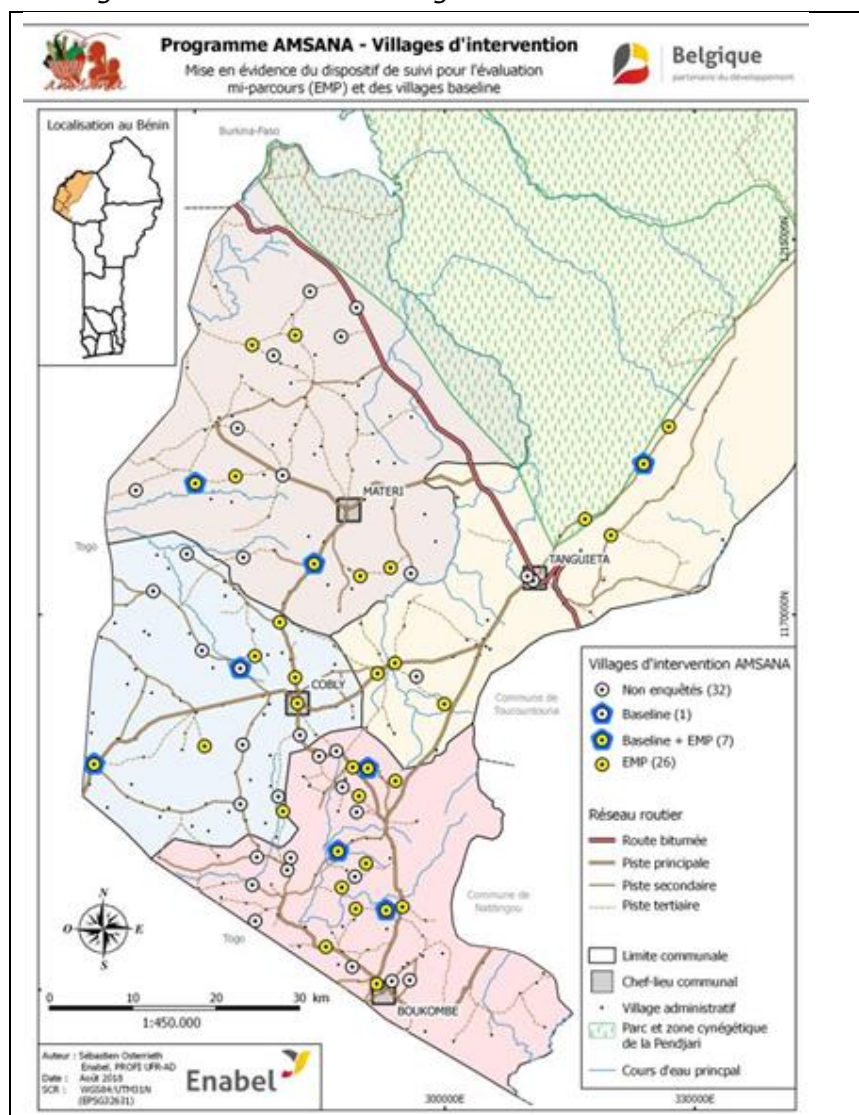 Programme AMSANA - Villages d'intervention
Mise en évidence du dispositif de suivi pour l'évaluation
mi-parcours (EMP) et des villages baseline
Belgique
partenaire du développement
Localisation au Bénin
Burkina-Faso
1215000N
MATERI
Togo
TANGUIETA
1170000N
COBLY
Commune de
Toucountouna
Villages d'intervention AMSANA
Non enquêtés (32)
Baseline (1)
Baseline + EMP (7)
EMP (26)
Réseau routier
Route bitumée
Piste principale
Piste secondaire
Piste tertiaire
Commune de
Natitingou
N
O
E
S
Togo
Limite communale
Chef-lieu communal
Village administratif
Parc et zone cynégétique
de la Pendjari
Cours d'eau princpal
0 10 20 30 km
1:450.000
BOUKOMBE
Auteur : Sébastien Osterrieth
Enabel, PROFI UFR-AD
Date : Août 2018
SCR : WGS84/UTM31N
(EPSG32631)
Enabel
300000E
330000E